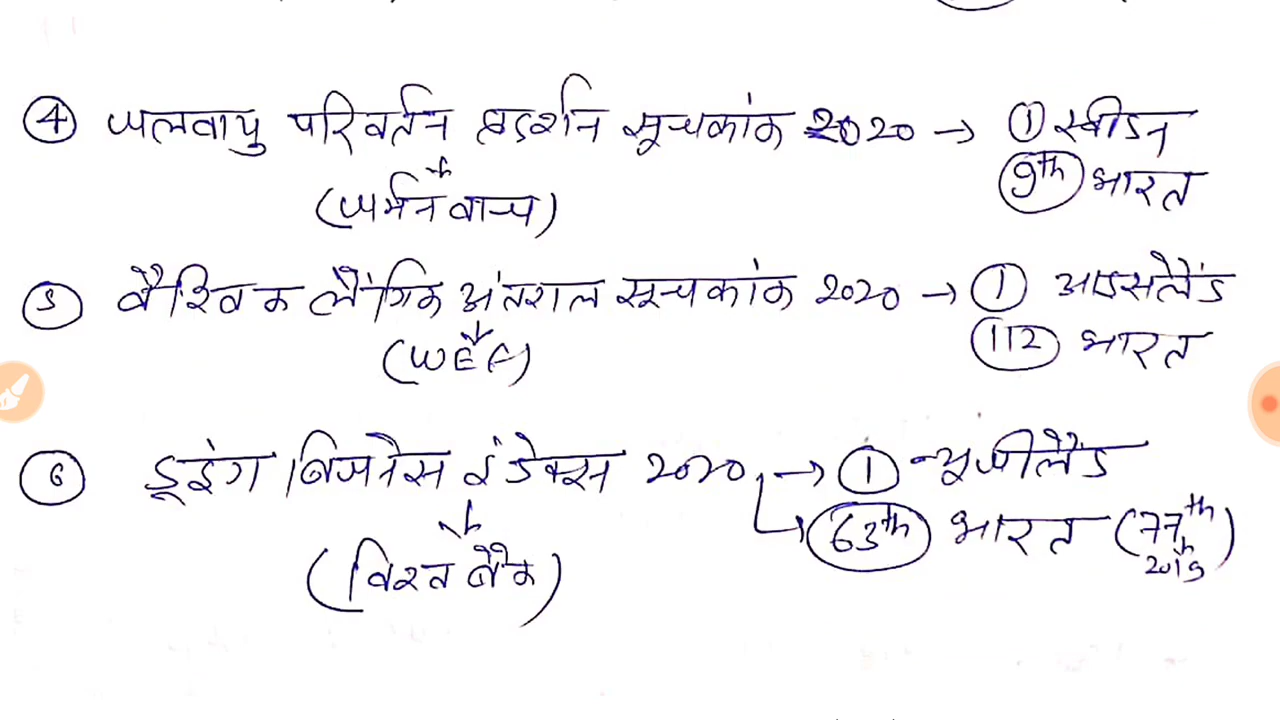 ④ जलवायु परिवर्तन प्रदर्शन सूचकांक 2020 → ① स्वीडन
(जर्मनवाच) 9th भारत
⑤ वैश्विक लैंगिक अंतराल सूचकांक 2020 → ① आइसलैंड
(WEF) 112 भारत
⑥ डूइंग बिजनेस इंडेक्स 2020 → ① न्यूजीलैंड
63th भारत (77th
2019)
(विश्व बैंक)